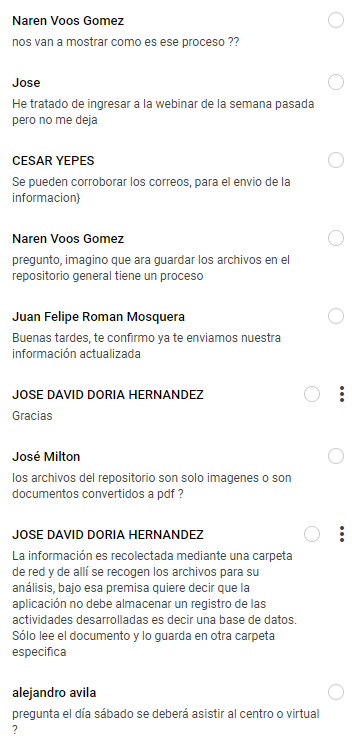 Naren Voos Gomez
nos van a mostrar como es ese proceso ??
Jose
He tratado de ingresar a la webinar de la semana pasada
pero no me deja
CESAR YEPES
Se pueden corroborar los correos, para el envio de la
informacion}
Naren Voos Gomez
pregunto, imagino que ara guardar los archivos en el
repositorio general tiene un proceso
Juan Felipe Roman Mosquera
Buenas tardes, te confirmo ya te enviamos nuestra
información actualizada
JOSE DAVID DORIA HERNANDEZ
Gracias
José Milton
los archivos del repositorio son solo imagenes o son
documentos convertidos a pdf ?
JOSE DAVID DORIA HERNANDEZ
La información es recolectada mediante una carpeta
de red y de allí se recogen los archivos para su
análisis, bajo esa premisa quiere decir que la
aplicación no debe almacenar un registro de las
actividades desarrolladas es decir una base de datos.
Sólo lee el documento y lo guarda en otra carpeta
especifica
alejandro avila
pregunta el día sábado se deberá asistir al centro o virtual
?